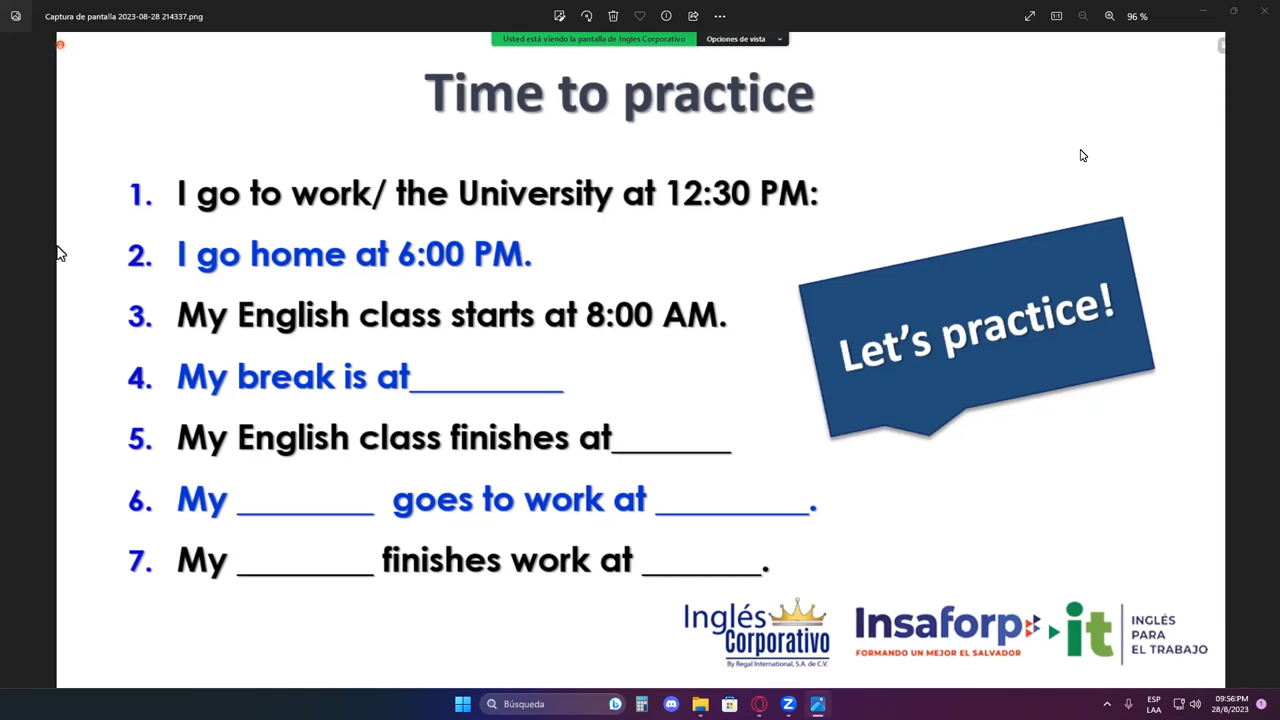 Captura de pantalla 2023-08-28 214337.png
96 %
Usted está viendo la pantalla de Ingles Corporativo
Opciones de vista
Time to practice
1. I go to work/ the University at 12:30 PM:
2. I go home at 6:00 PM.
3. My English class starts at 8:00 AM.
4. My break is at_________
5. My English class finishes at_______
6. My ________ goes to work at _________.
7. My ________ finishes work at _______.
Let's practice!
Inglés
Corporativo
By Regal International, S.A. de C.V.
Insaforp
FORMANDO UN MEJOR EL SALVADOR
it
INGLÉS
PARA
EL TRABAJO
Búsqueda
ESP
LAA
09:56PM
28/8/2023